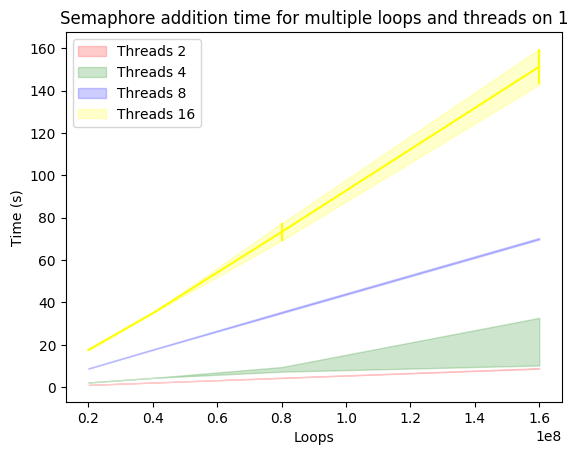 Semaphore addition time for multiple loops and threads on 1
Threads 2
Threads 4
Threads 8
Threads 16
Time (s)
160
140
120
100
80
60
40
20
0
0.2 0.4 0.6 0.8 1.0 1.2 1.4 1.6
1e8
Loops